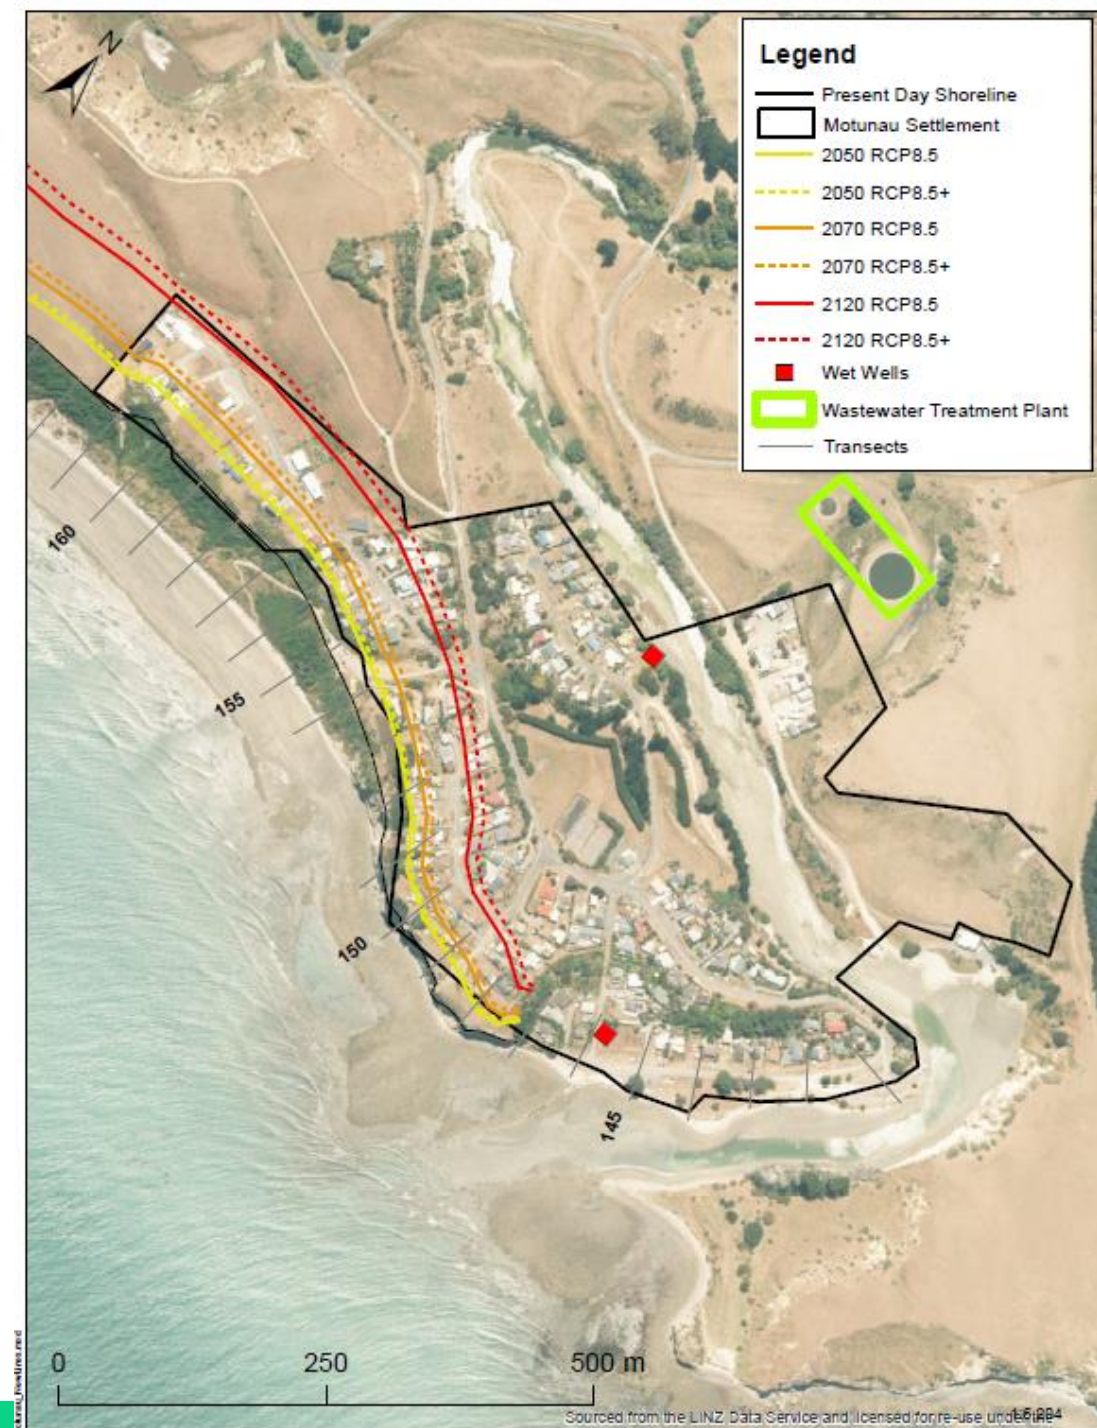 N
Legend
Present Day Shoreline
Motunau Settlement
2050 RCP8.5
2050 RCP8.5+
2070 RCP8.5
2070 RCP8.5+
2120 RCP8.5
2120 RCP8.5+
Wet Wells
Wastewater Treatment Plant
Transects
160
155
150
145
0 250 500 m
Sourced from the LINZ Data Service and licensed for re-use under the